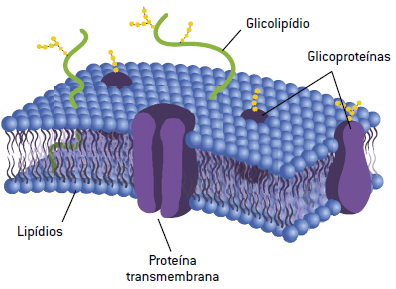 Glicolipídio
Glicoproteínas
Lipídios
Proteína
transmembrana